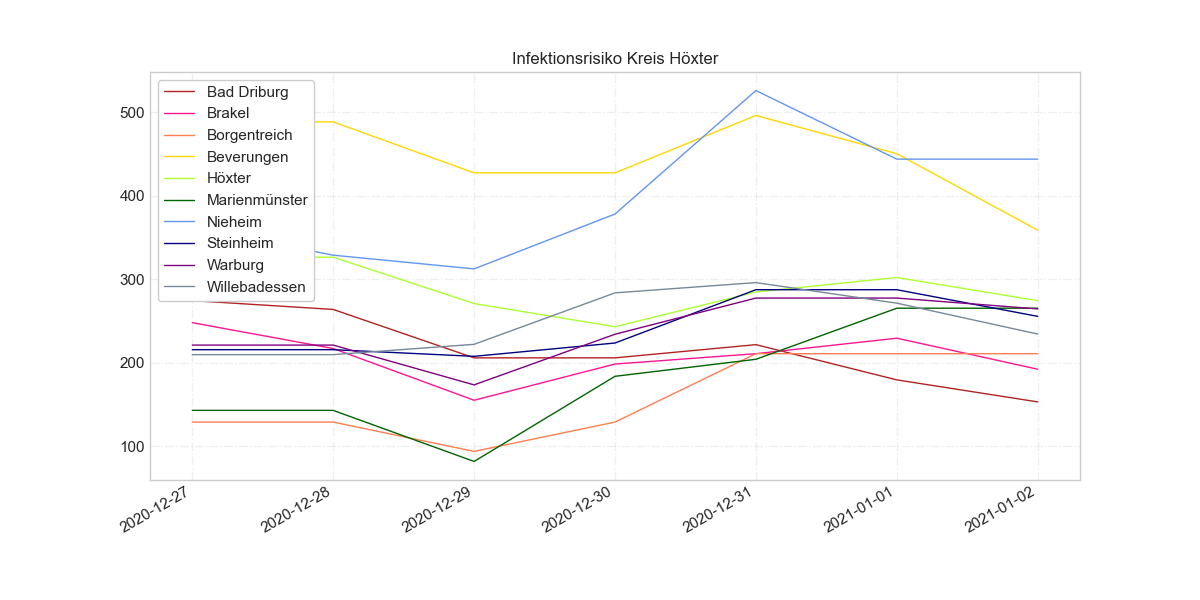 Infektionsrisiko Kreis Höxter
Bad Driburg
Brakel
Borgentreich
Beverungen
Höxter
Marienmünster
Nieheim
Steinheim
Warburg
Willebadessen
500
400
300
200
100
2020-12-27
2020-12-28
2020-12-29
2020-12-30
2020-12-31
2021-01-01
2021-01-02